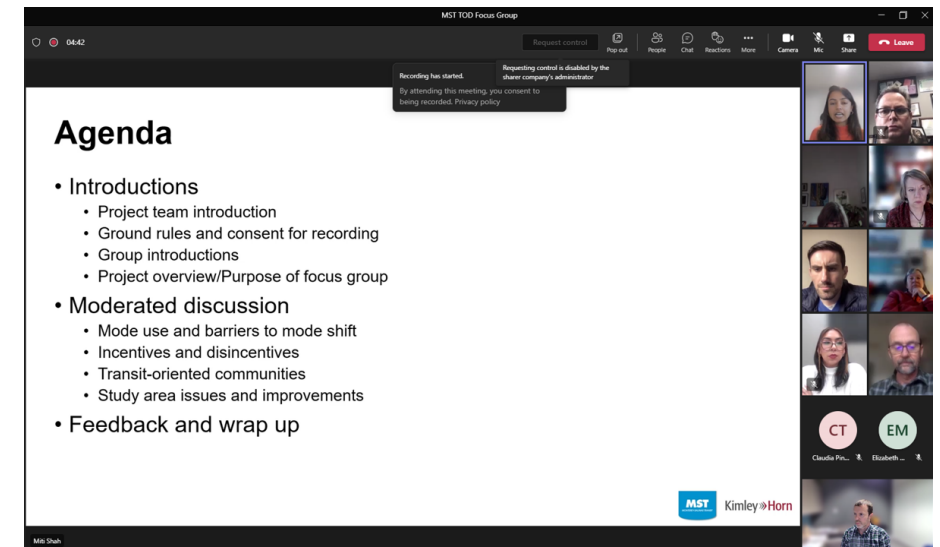 MST TOD Focus Group
04:42
Request control
Pop out
People
Chat
Reactions
More
Camera
Mic
Share
Leave
Recording has started.
By attending this meeting, you consent to
being recorded. Privacy policy
Requesting control is disabled by the
sharer company's administrator
Agenda
• Introductions
• Project team introduction
• Ground rules and consent for recording
• Group introductions
• Project overview/Purpose of focus group
• Moderated discussion
• Mode use and barriers to mode shift
• Incentives and disincentives
• Transit-oriented communities
• Study area issues and improvements
• Feedback and wrap up
MST
Kimley»Horn
CT
EM
Claudia Pin...
Elizabeth ...
Miti Shah